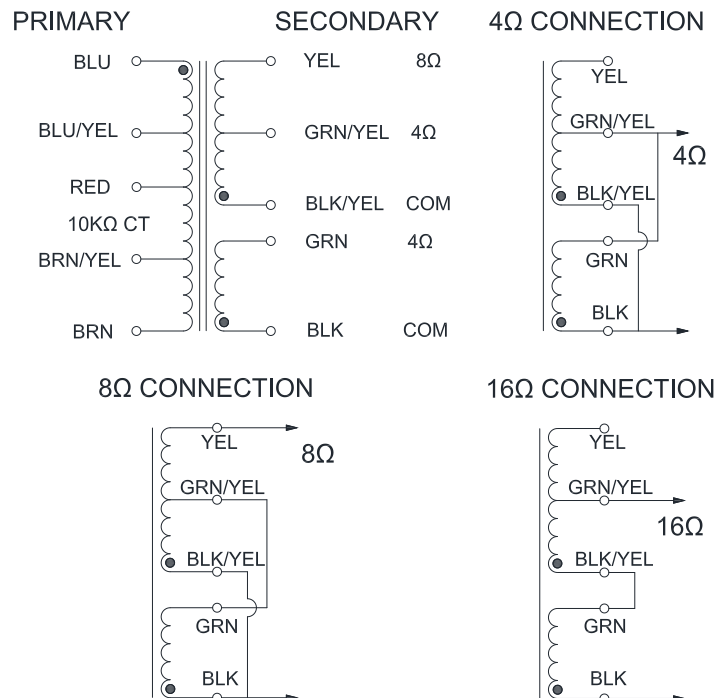 PRIMARY
SECONDARY
BLU
YEL 8Ω
BLU/YEL
GRN/YEL 4Ω
RED
BLK/YEL COM
10KΩ CT
GRN 4Ω
BRN/YEL
BRN
BLK COM
4Ω CONNECTION
YEL
GRN/YEL
4Ω
BLK/YEL
GRN
BLK
8Ω CONNECTION
YEL
8Ω
GRN/YEL
BLK/YEL
GRN
BLK
16Ω CONNECTION
YEL
GRN/YEL
16Ω
BLK/YEL
GRN
BLK